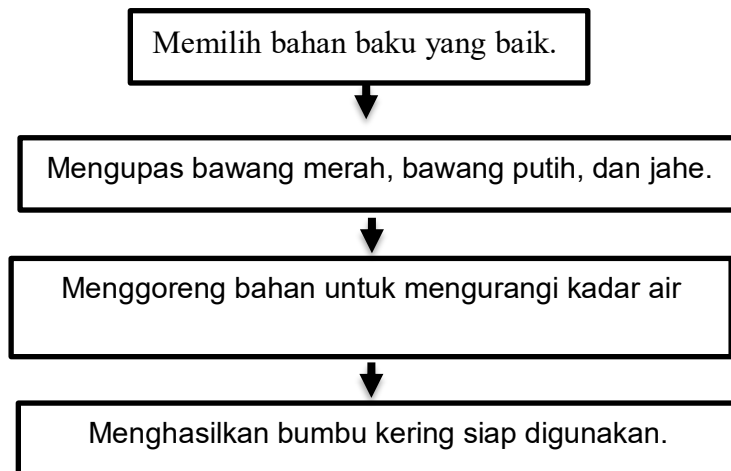 Memilih bahan baku yang baik.
Mengupas bawang merah, bawang putih, dan jahe.
Menggoreng bahan untuk mengurangi kadar air
Menghasilkan bumbu kering siap digunakan.